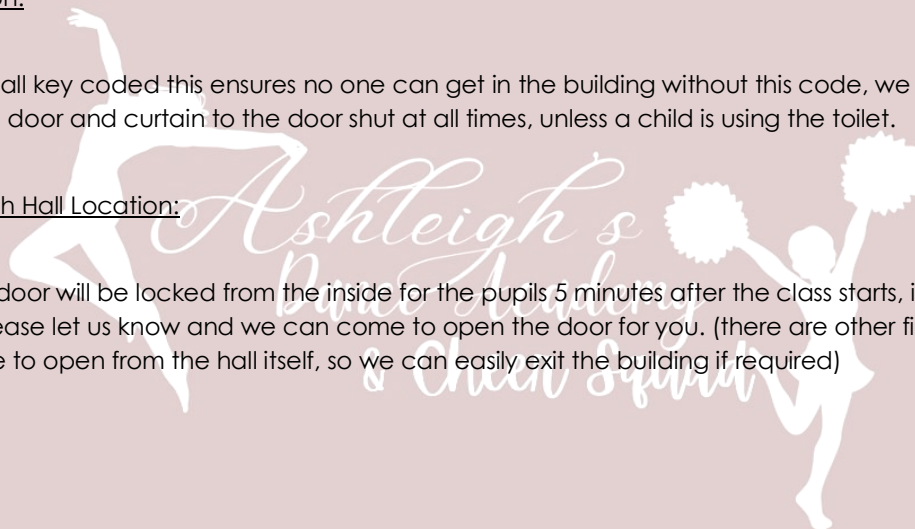 on:
all key coded this ensures no one can get in the building without this code, we
door and curtain to the door shut at all times, unless a child is using the toilet.
h Hall Location:
door will be locked from the inside for the pupils 5 minutes after the class starts, i
ease let us know and we can come to open the door for you. (there are other fi
e to open from the hall itself, so we can easily exit the building if required)
Ashleigh's
Dance Academy
& Cheer Squad